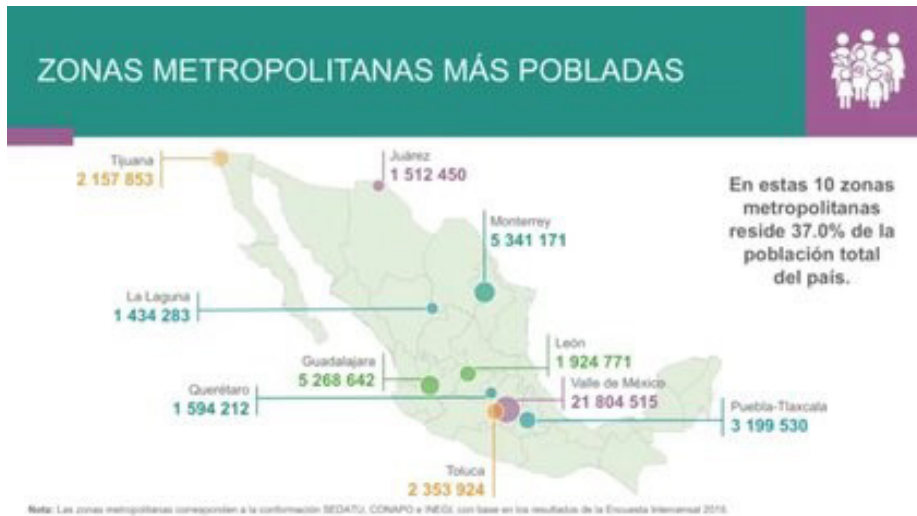 ZONAS METROPOLITANAS MÁS POBLADAS
Tijuana
2 157 853
Juárez
1 512 450
Monterrey
5 341 171
En estas 10 zonas
metropolitanas
reside 37.0% de la
población total
del país.
La Laguna
1 434 283
Guadalajara
5 268 642
León
1 924 771
Querétaro
1 594 212
Valle de México
21 804 515
Puebla-Tlaxcala
3 199 530
Toluca
2 353 924
Nota: Las zonas metropolitanas corresponden a la conformación SEDATU, CONAPO e INEGI, con base en los resultados de la Encuesta Intercensal 2015.